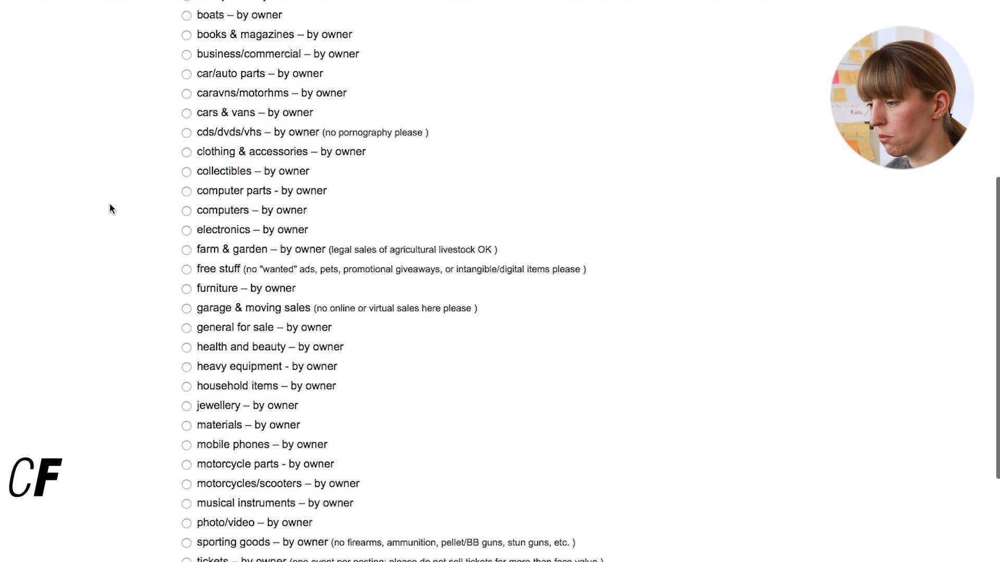 boats – by owner
books & magazines – by owner
business/commercial – by owner
car/auto parts – by owner
caravns/motorhms – by owner
cars & vans – by owner
cds/dvds/vhs – by owner (no pornography please )
clothing & accessories – by owner
collectibles – by owner
computer parts - by owner
computers – by owner
electronics – by owner
farm & garden – by owner (legal sales of agricultural livestock OK )
free stuff (no "wanted" ads, pets, promotional giveaways, or intangible/digital items please )
furniture – by owner
garage & moving sales (no online or virtual sales here please )
general for sale – by owner
health and beauty – by owner
heavy equipment - by owner
household items – by owner
jewellery – by owner
materials – by owner
mobile phones – by owner
motorcycle parts - by owner
motorcycles/scooters – by owner
musical instruments – by owner
photo/video – by owner
sporting goods – by owner (no firearms, ammunition, pellet/BB guns, stun guns, etc. )
tickets – by owner (one event per posting; please do not sell tickets for more than face value )
CF